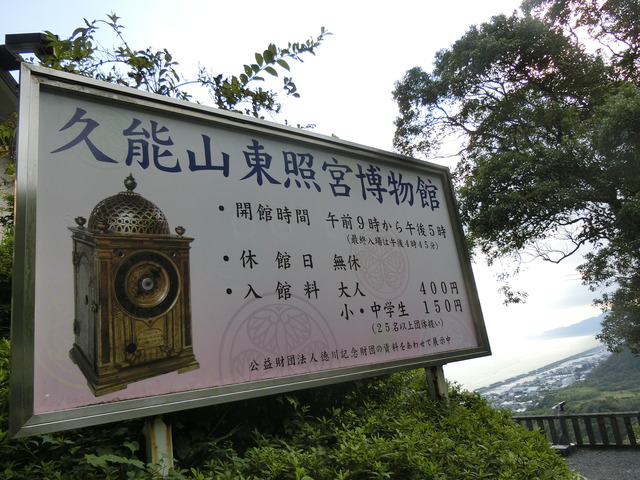 久能山東照宮博物館
・開館時間 午前9時から午後5時
(最終入場は午後4時45分)
・休館日 無休
・入館料 大人 400円
小・中学生 150円
(25名以上団体扱い)
公益財団法人徳川記念財団の資料をあわせて展示中